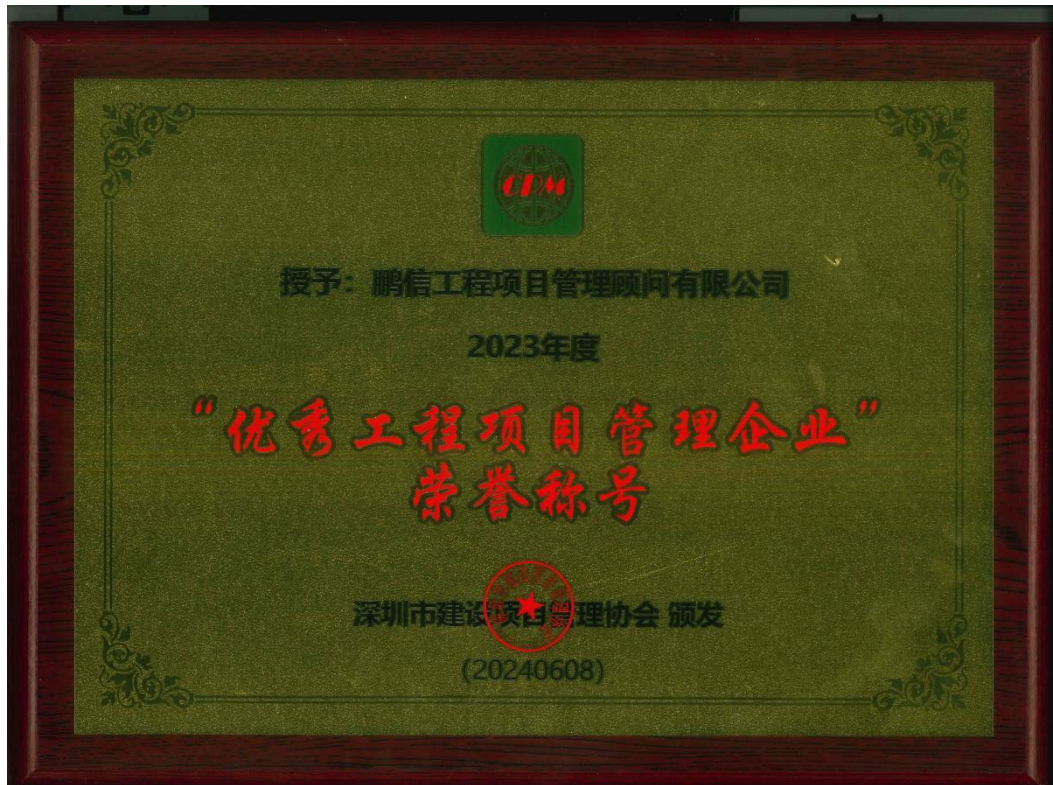 CPM
授予：鹏信工程项目管理顾问有限公司
2023年度
“优秀工程项目管理企业”
荣誉称号
深圳市建设项目管理协会 颁发
(20240608)